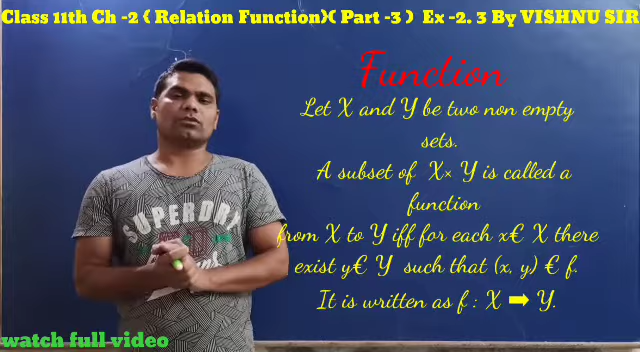 Class 11th Ch -2 ( Relation Function)( Part -3 ) Ex -2. 3 By VISHNU SIR
Function
Let X and Y be two non empty
sets.
A subset of X× Y is called a
function
from X to Y iff for each x€ X there
exist y€ Y such that (x, y) € f.
It is written as f : X ➡ Y.
SUPERDRY
watch full-video